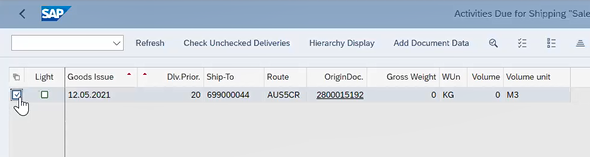 SAP Activities Due for Shipping "Sale
Refresh Check Unchecked Deliveries Hierarchy Display Add Document Data
Light Goods Issue Dlv.Prior. Ship-To Route OriginDoc. Gross Weight WUn Volume Volume unit
12.05.2021 20 699000044 AUS5CR 2800015192 0 KG 0 M3